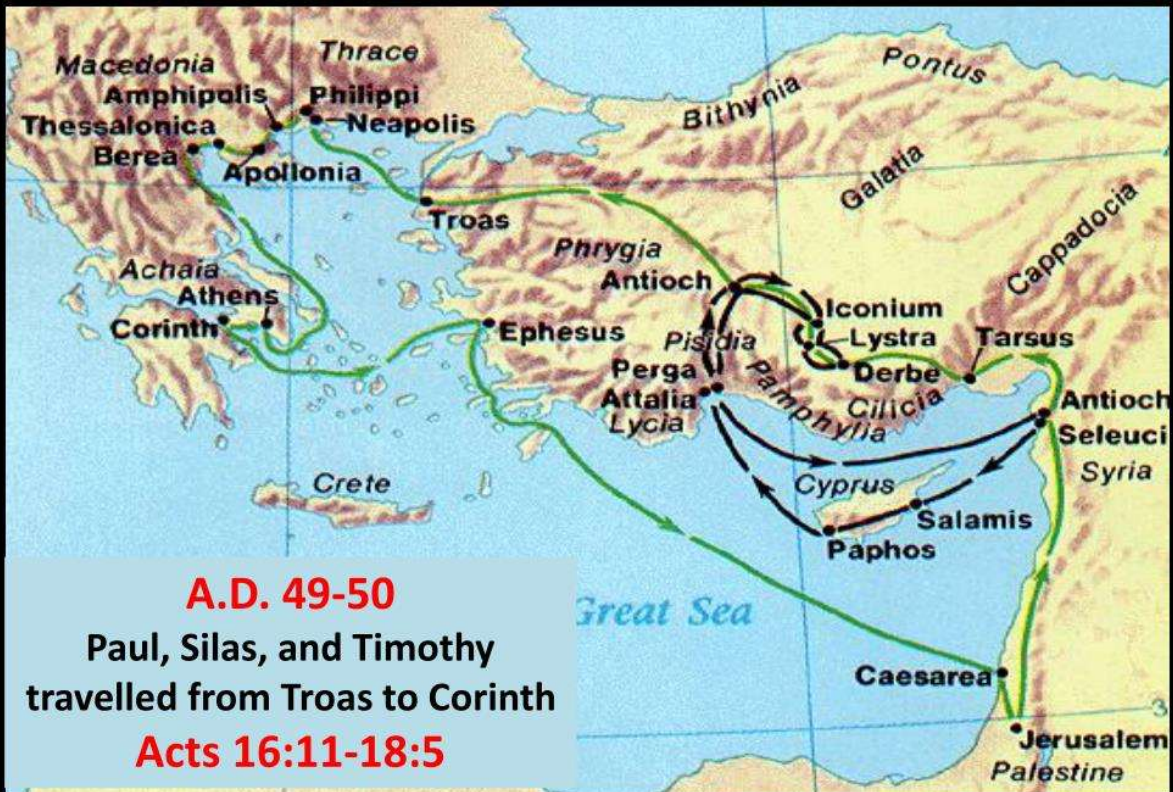 Thrace
Macedonia
Pontus
Amphipolis
Philippi
Bithynia
Thessalonica
Neapolis
Berea
Apollonia
Galatia
Troas
Cappadocia
Phrygia
Achaia
Antioch
Athens
Iconium
Corinth
Ephesus
Pisidia
Lystra
Tarsus
Perga
Derbe
Pamphylia
Attalia
Cilicia
Antioch
Lycia
Seleuci
Syria
Crete
Cyprus
Salamis
Paphos
A.D. 49-50
Paul, Silas, and Timothy
travelled from Troas to Corinth
Acts 16:11-18:5
Great Sea
Caesarea
3
Jerusalem
Palestine